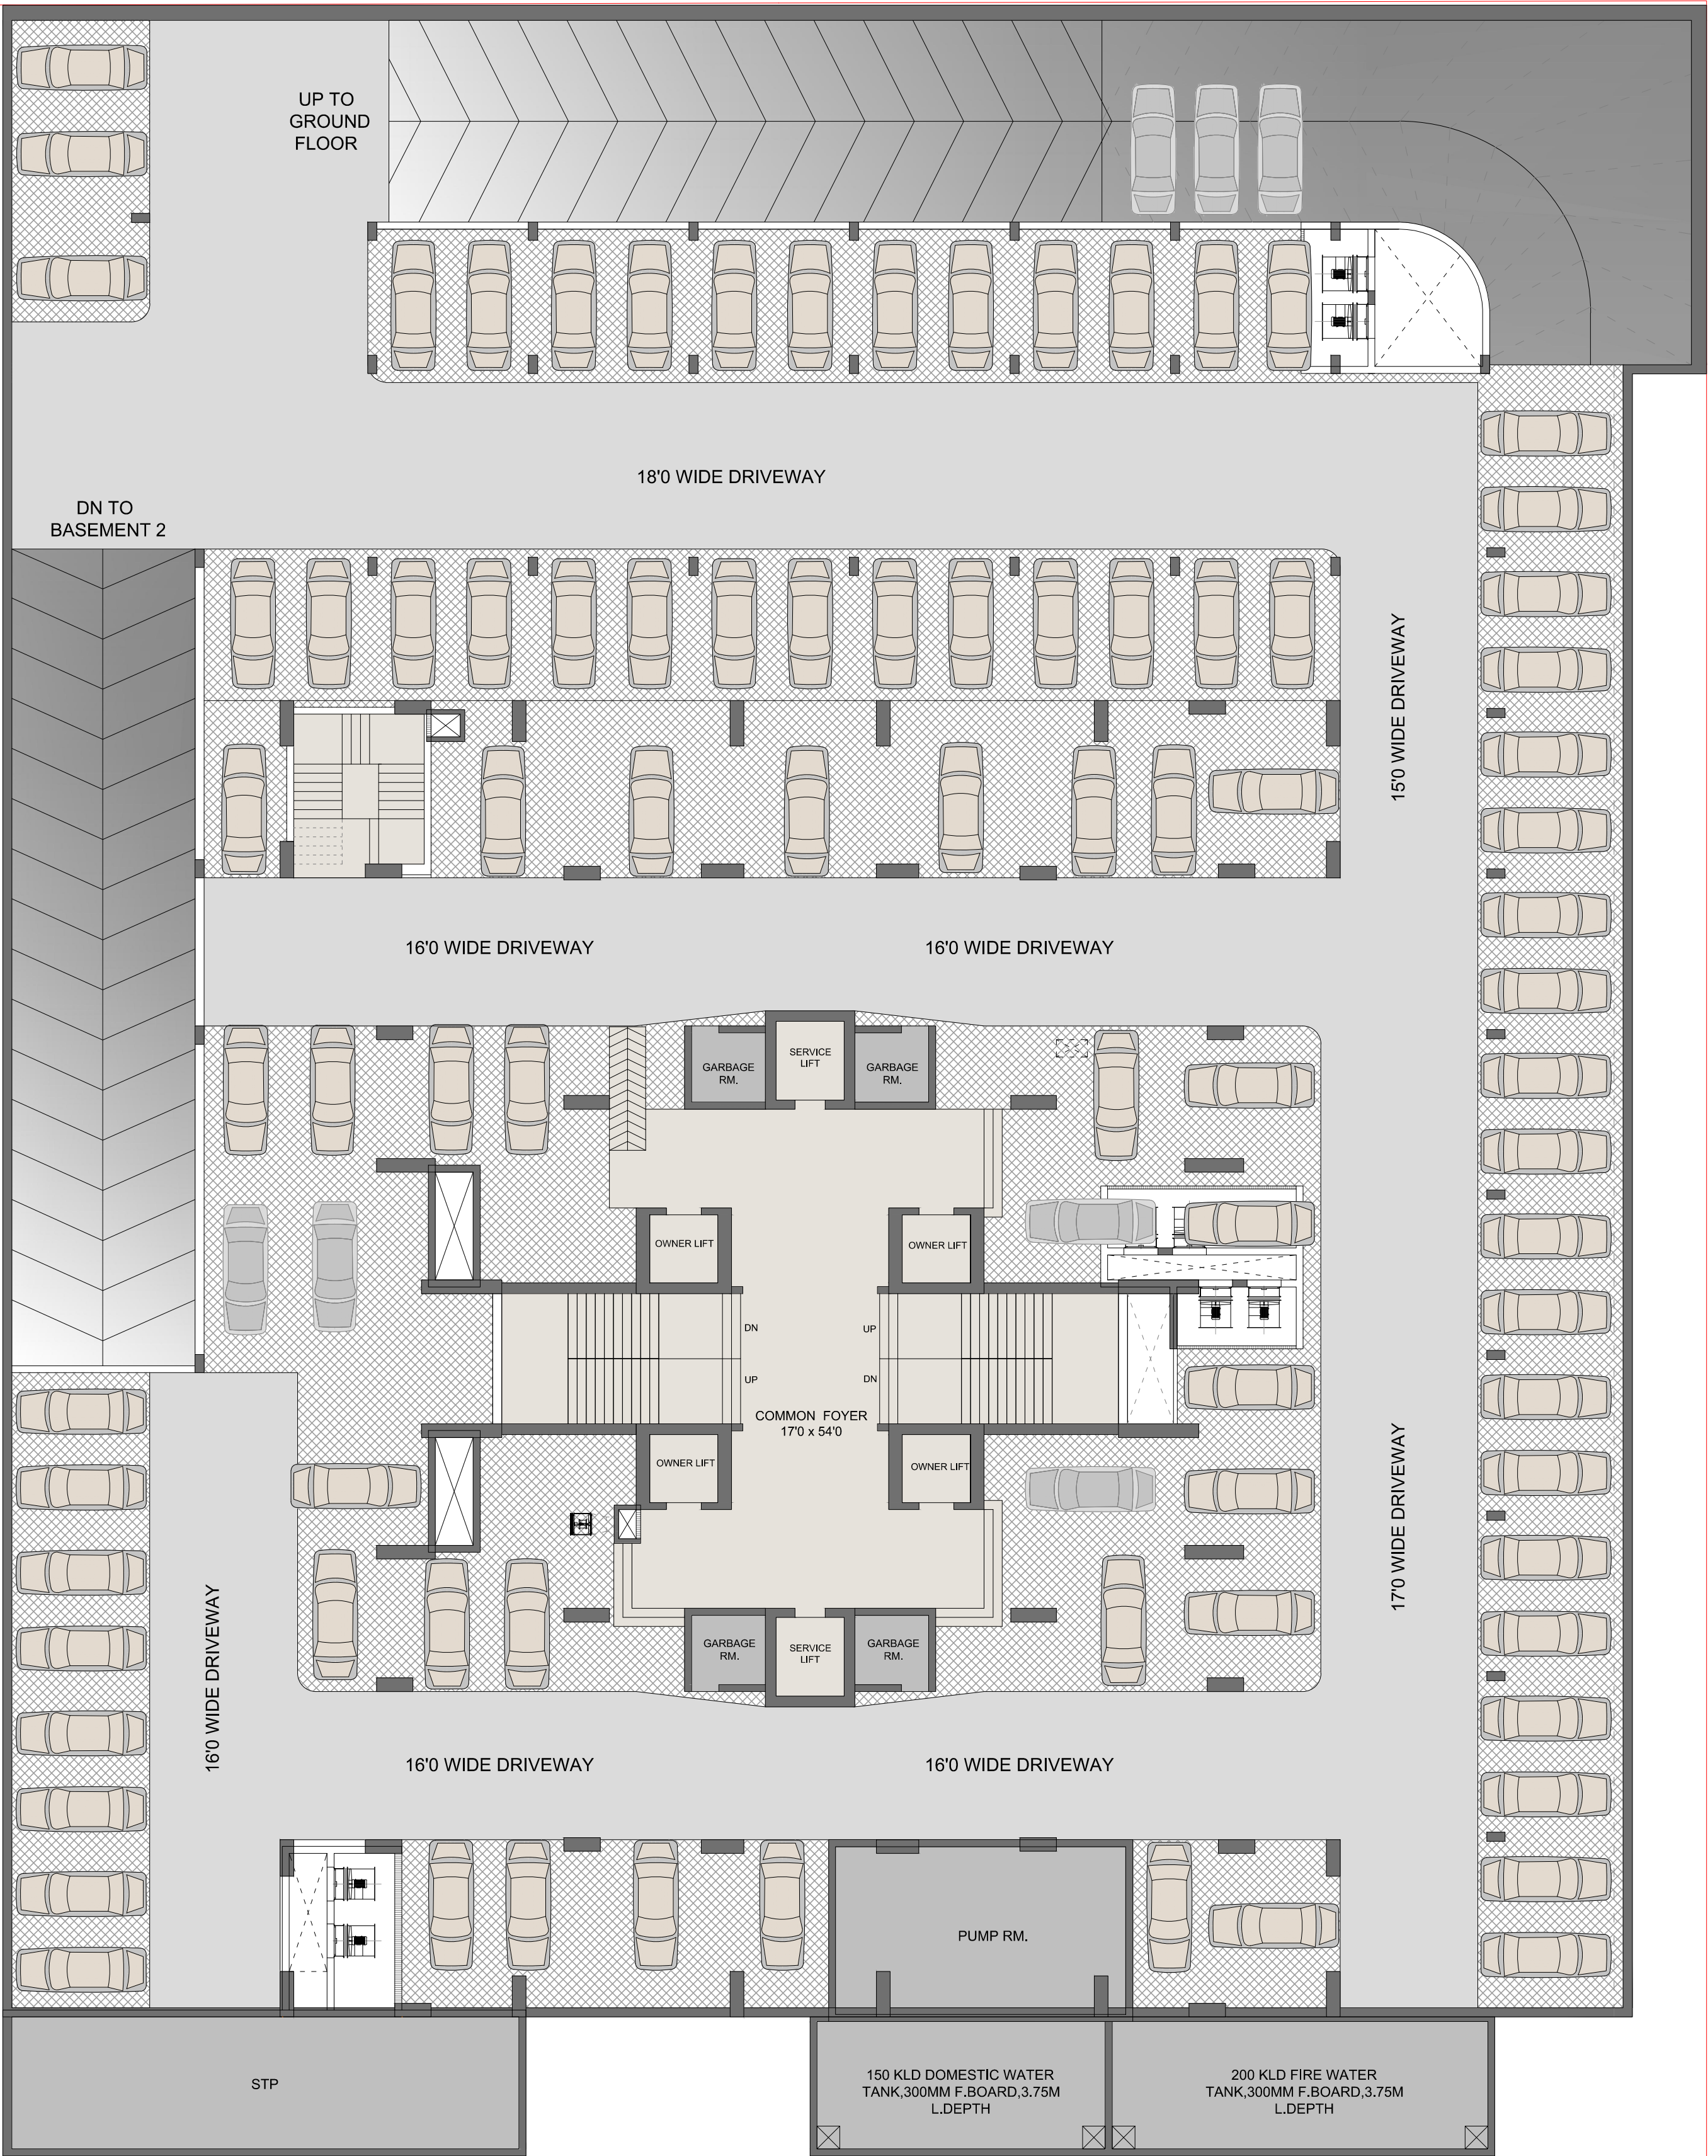 UP TO
GROUND
FLOOR
18'0 WIDE DRIVEWAY
DN TO
BASEMENT 2
15'0 WIDE DRIVEWAY
16'0 WIDE DRIVEWAY
16'0 WIDE DRIVEWAY
GARBAGE
RM.
SERVICE
LIFT
GARBAGE
RM.
OWNER LIFT
OWNER LIFT
DN
UP
UP
DN
COMMON FOYER
17'0 x 54'0
OWNER LIFT
OWNER LIFT
17'0 WIDE DRIVEWAY
16'0 WIDE DRIVEWAY
GARBAGE
RM.
SERVICE
LIFT
GARBAGE
RM.
16'0 WIDE DRIVEWAY
16'0 WIDE DRIVEWAY
PUMP RM.
STP
150 KLD DOMESTIC WATER
TANK,300MM F.BOARD,3.75M
L.DEPTH
200 KLD FIRE WATER
TANK,300MM F.BOARD,3.75M
L.DEPTH